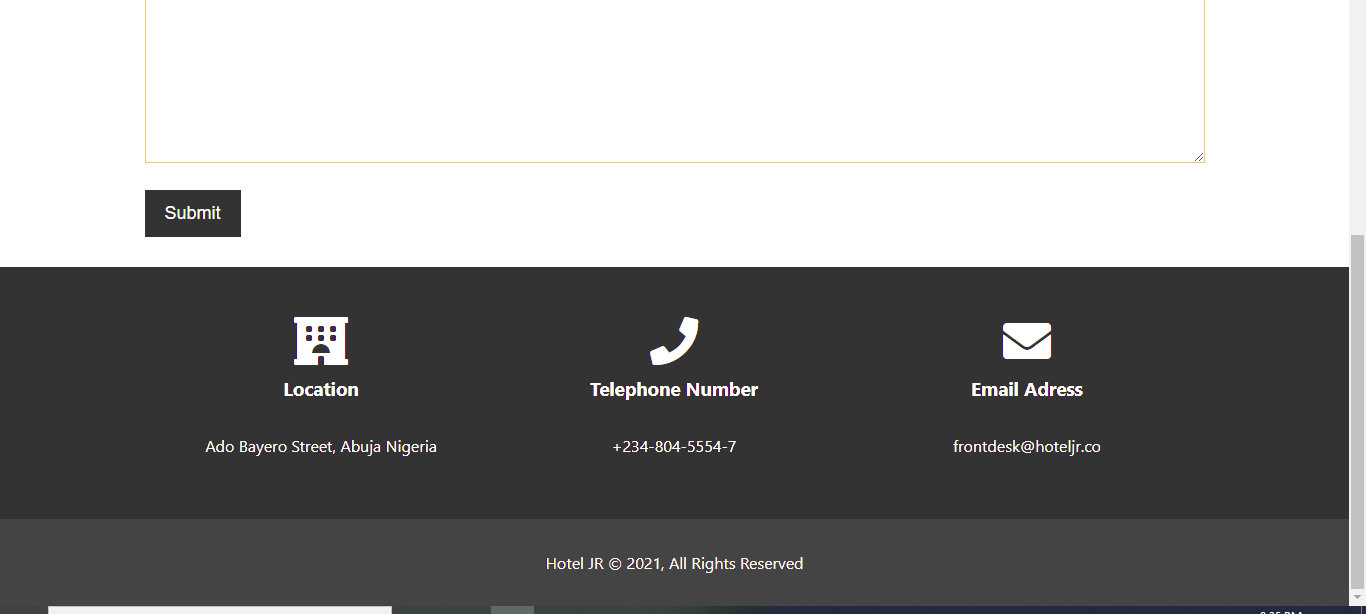 Submit
Location
Telephone Number
Email Adress
Ado Bayero Street, Abuja Nigeria
+234-804-5554-7
frontdesk@hoteljr.co
Hotel JR © 2021, All Rights Reserved